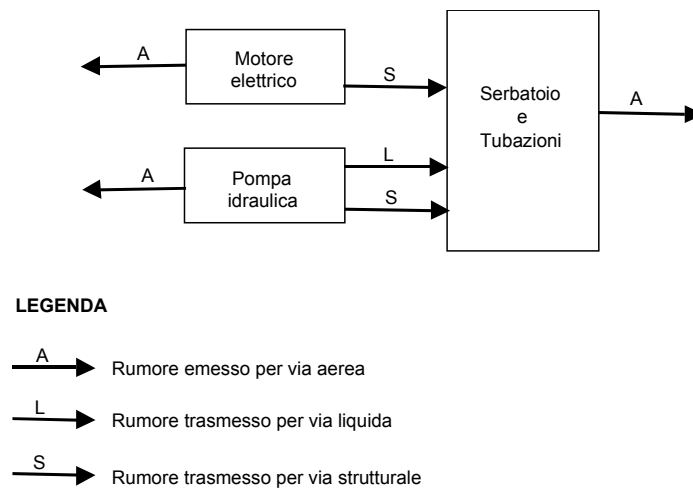 A
Motore
elettrico
S
Serbatoio
e
Tubazioni
A
A
Pompa
idraulica
L
S
LEGENDA
A
Rumore emesso per via aerea
L
Rumore trasmesso per via liquida
S
Rumore trasmesso per via strutturale